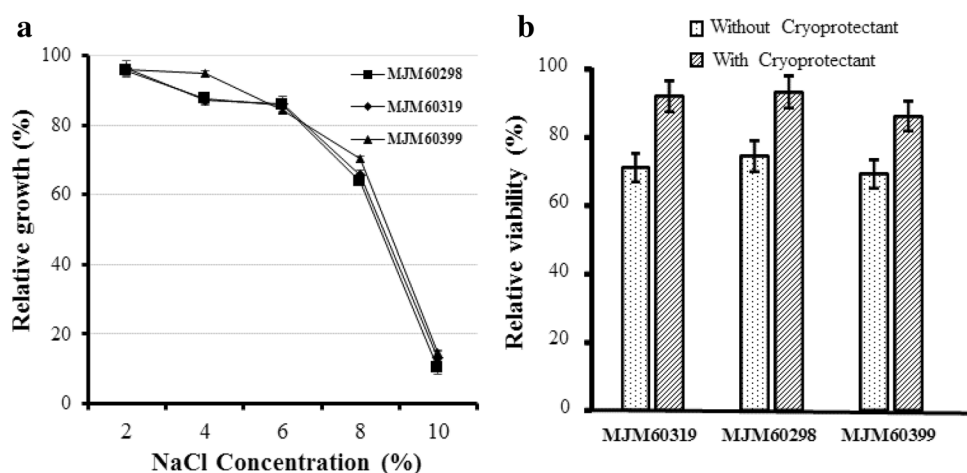 a
100
80
60
40
20
0
2 4 6 8 10
Relative growth (%)
NaCl Concentration (%)
MJM60298
MJM60319
MJM60399
b
Without Cryoprotectant
With Cryoprotectant
100
80
60
40
20
0
Relative viability (%)
MJM60319 MJM60298 MJM60399